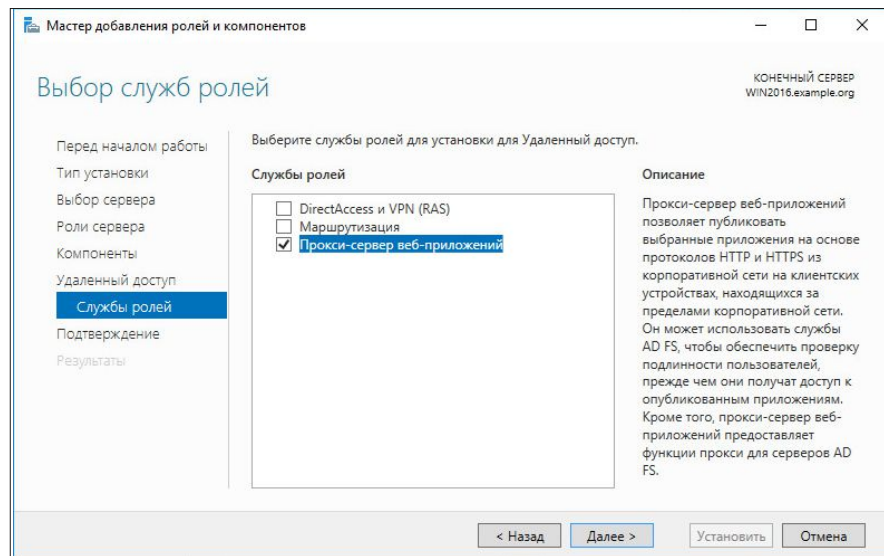 Мастер добавления ролей и компонентов
Выбор служб ролей
КОНЕЧНЫЙ СЕРВЕР
WIN2016.example.org
Перед началом работы
Тип установки
Выбор сервера
Роли сервера
Компоненты
Удаленный доступ
Службы ролей
Подтверждение
Результаты
Выберите службы ролей для установки для Удаленный доступ.
Службы ролей
DirectAccess и VPN (RAS)
Маршрутизация
Прокси-сервер веб-приложений
Описание
Прокси-сервер веб-приложений
позволяет публиковать
выбранные приложения на основе
протоколов HTTP и HTTPS из
корпоративной сети на клиентских
устройствах, находящихся за
пределами корпоративной сети.
Он может использовать службы
AD FS, чтобы обеспечить проверку
подлинности пользователей,
прежде чем они получат доступ к
опубликованным приложениям.
Кроме того, прокси-сервер веб-
приложений предоставляет
функции прокси для серверов AD
FS.
< Назад
Далее >
Установить
Отмена